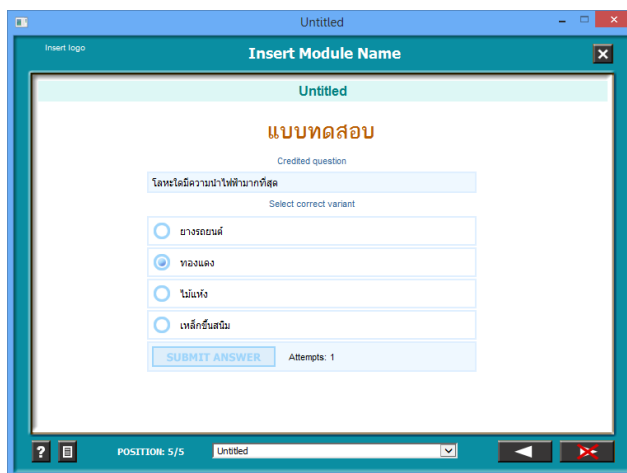 Untitled
Insert logo
Insert Module Name
Untitled
แบบทดสอบ
Credited question
โลหะใดมีความนำไฟฟ้ามากที่สุด
Select correct variant
ยางรถยนต์
ทองแดง
ไม้แห้ง
เหล็กขึ้นสนิม
SUBMIT ANSWER Attempts: 1
? POSITION: 5/5 Untitled